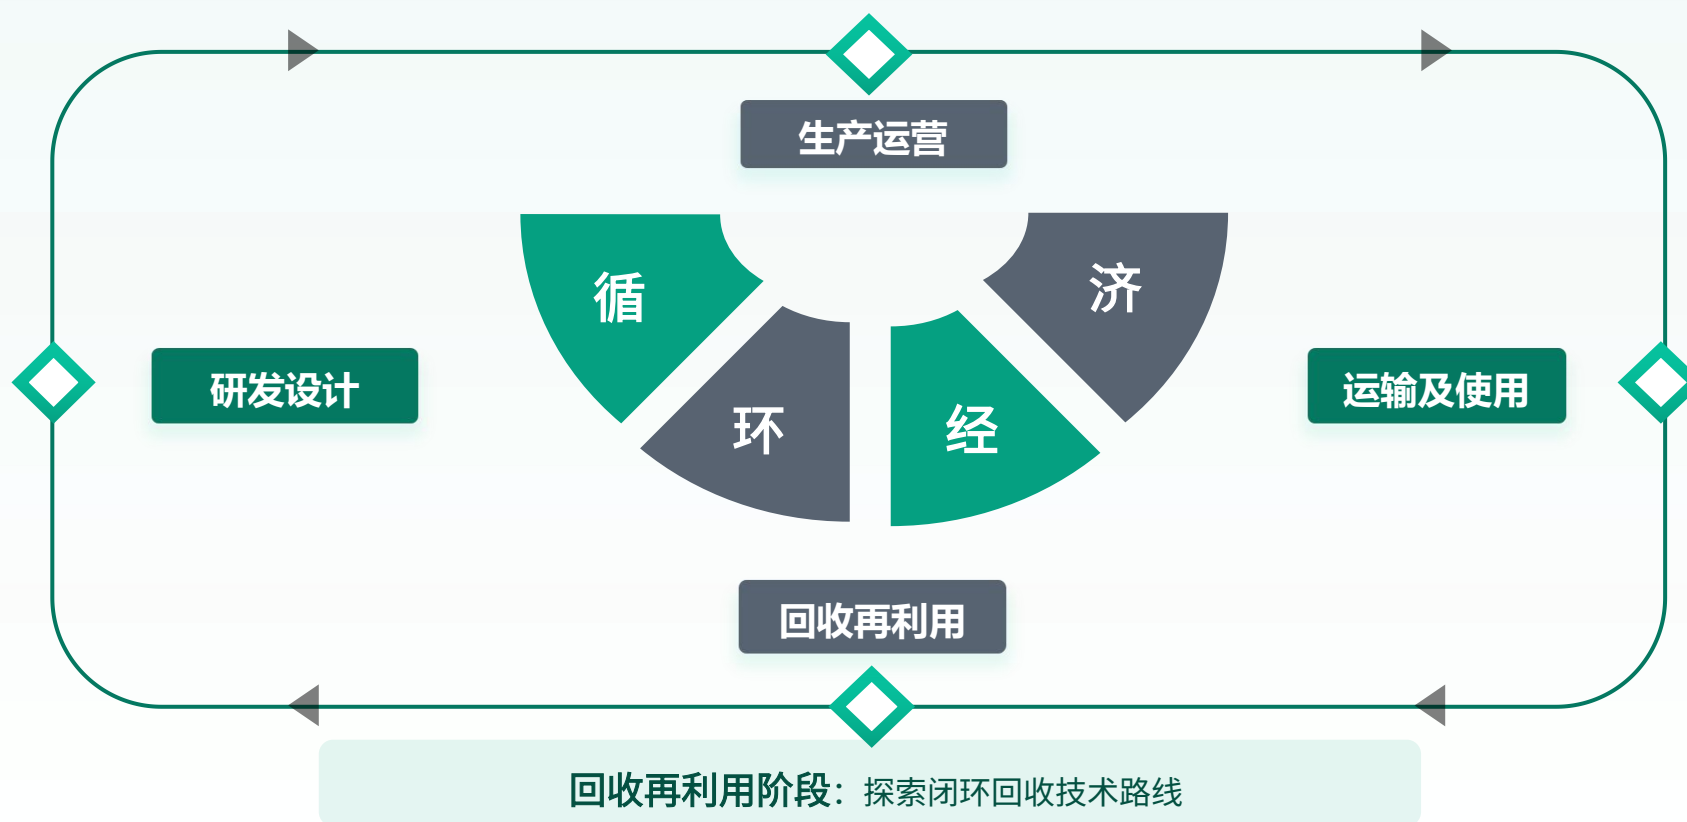 生产运营
循
环
经
济
研发设计
运输及使用
回收再利用
回收再利用阶段：探索闭环回收技术路线